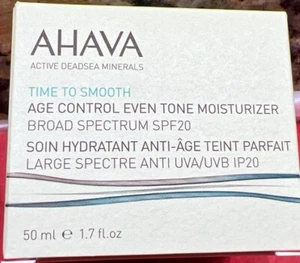 AHAVA
ACTIVE DEADSEA MINERALS
TIME TO SMOOTH
AGE CONTROL EVEN TONE MOISTURIZER
BROAD SPECTRUM SPF20
SOIN HYDRATANT ANTI-ÂGE TEINT PARFAIT
LARGE SPECTRE ANTI UVA/UVB IP20
50 ml e 1.7 fl.oz